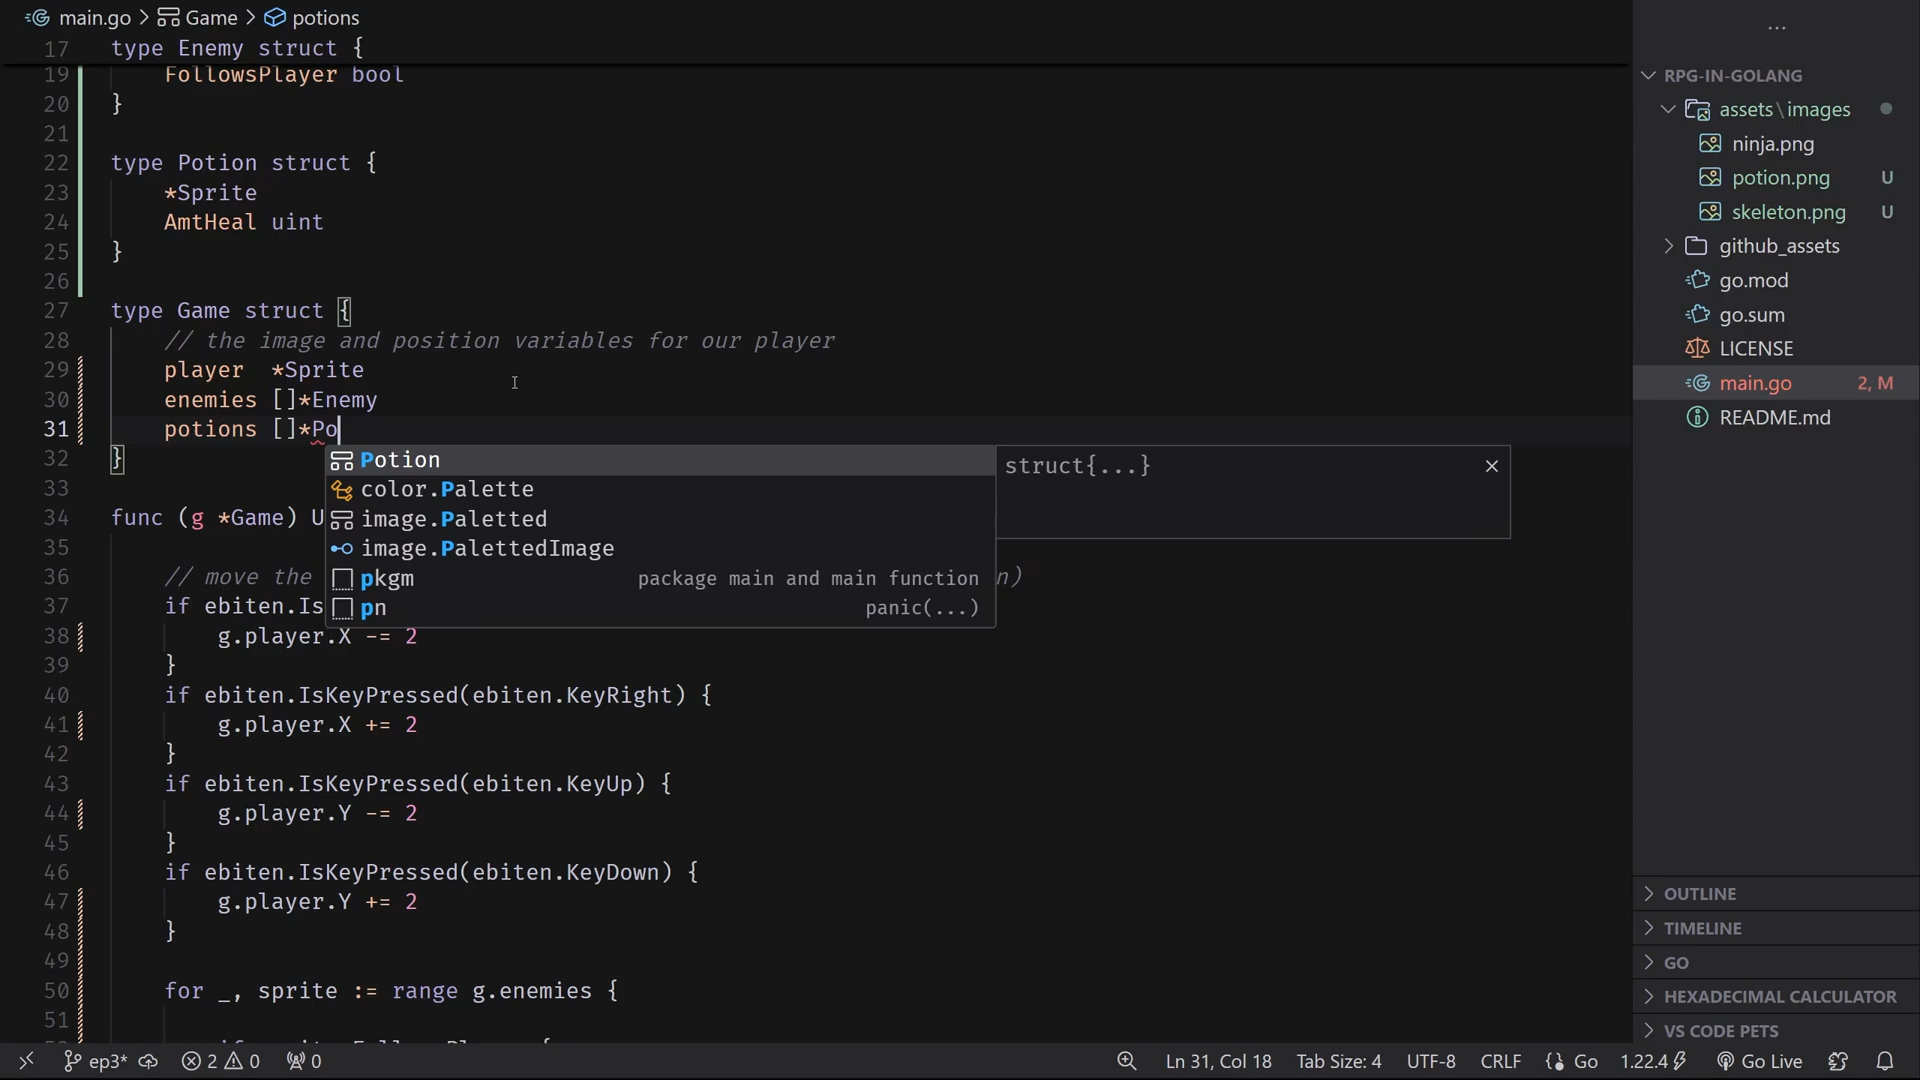 main.go > Game > potions
17 type Enemy struct {
19 FollowsPlayer bool
20 }
21
22 type Potion struct {
23 *Sprite
24 AmtHeal uint
25 }
26
27 type Game struct {
28 // the image and position variables for our player
29 player *Sprite
30 enemies []*Enemy
31 potions []*Po
32 }
Potion
struct{...}
color.Palette
image.Paletted
image.PalettedImage
pkgm package main and main function
pn panic(...)
33
34 func (g *Game) U
35
36 // move the n)
37 if ebiten.Is
38 g.player.X -= 2
39 }
40 if ebiten.IsKeyPressed(ebiten.KeyRight) {
41 g.player.X += 2
42 }
43 if ebiten.IsKeyPressed(ebiten.KeyUp) {
44 g.player.Y -= 2
45 }
46 if ebiten.IsKeyPressed(ebiten.KeyDown) {
47 g.player.Y += 2
48 }
49
50 for _, sprite := range g.enemies {
51
...
RPG-IN-GOLANG
assets\images
ninja.png
potion.png U
skeleton.png U
github_assets
go.mod
go.sum
LICENSE
main.go 2, M
README.md
OUTLINE
TIMELINE
GO
HEXADECIMAL CALCULATOR
VS CODE PETS
ep3* 2 0 0 Ln 31, Col 18 Tab Size: 4 UTF-8 CRLF Go 1.22.4 Go Live